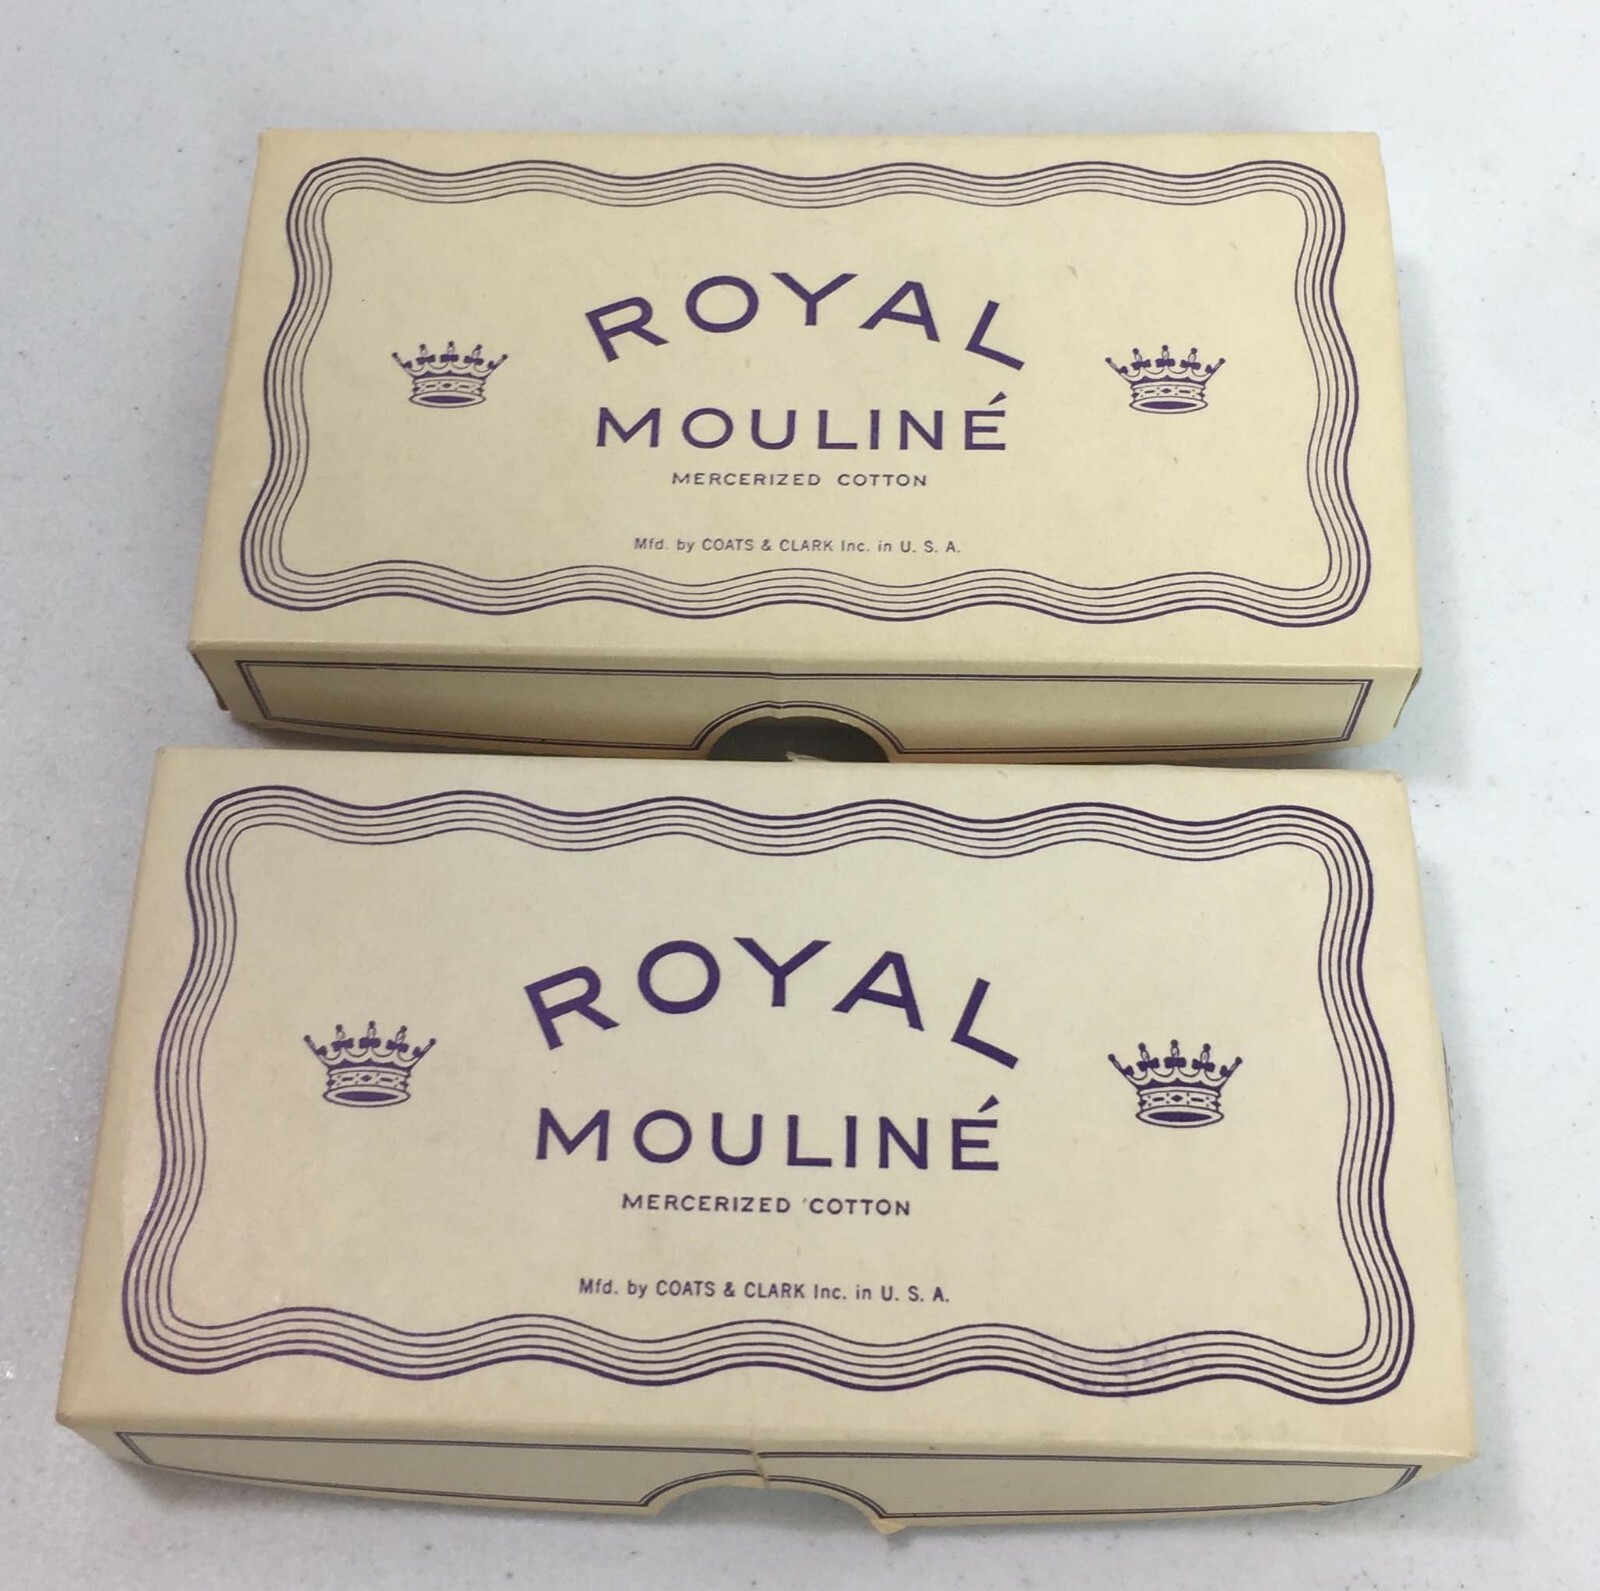 ROYAL
MOULINÉ
MERCERIZED COTTON
Mfd. by COATS & CLARK Inc. in U. S. A.
ROYAL
MOULINÉ
MERCERIZED COTTON
Mfd. by COATS & CLARK Inc. in U. S. A.